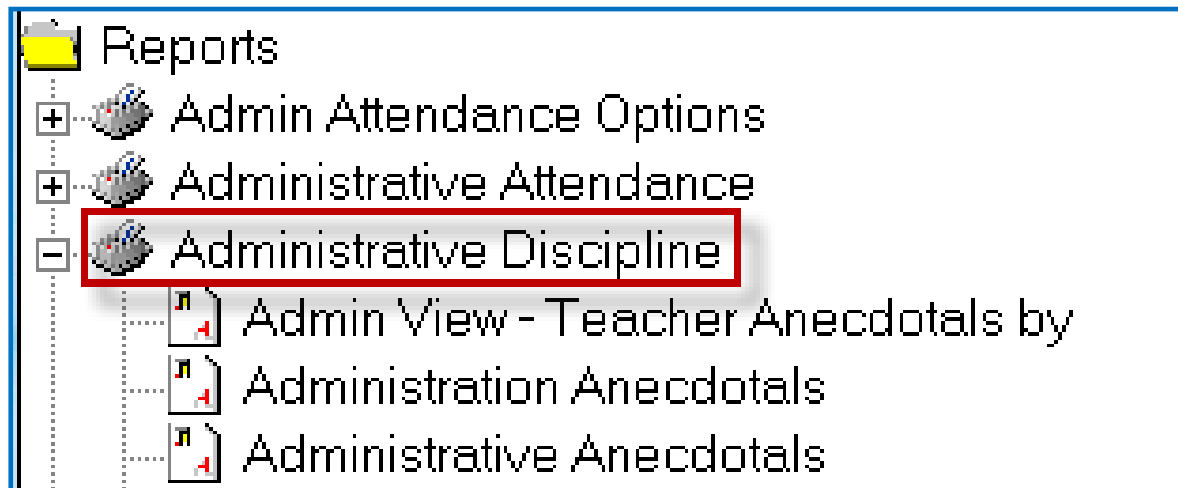 Reports
Admin Attendance Options
Administrative Attendance
Administrative Discipline
Admin View - Teacher Anecdotals by
Administration Anecdotals
Administrative Anecdotals